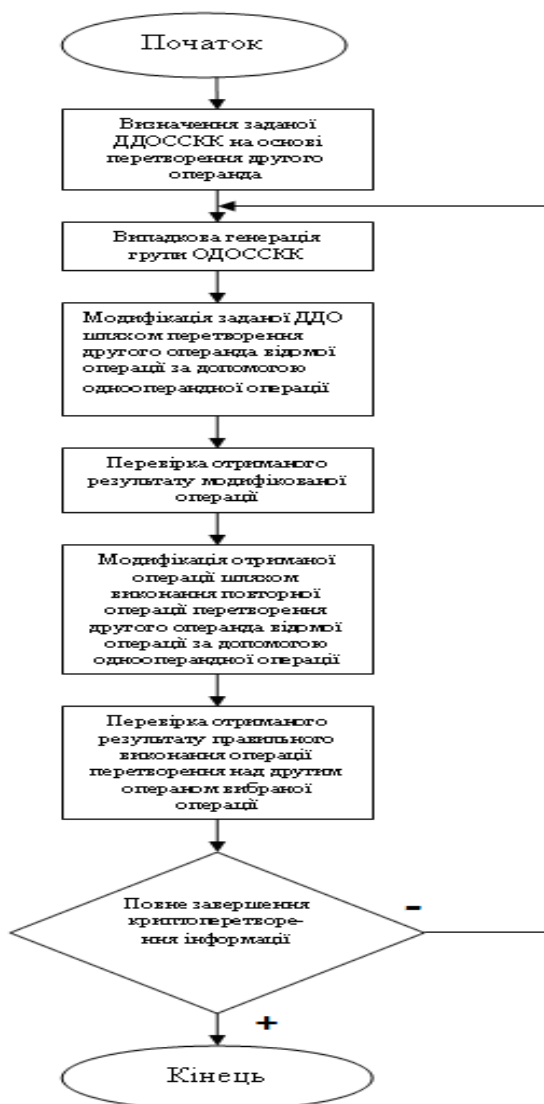 Початок
Визначення заданої
ДДОССКК на основі
перетворення другого
операнда
Випадкова генерація
групи ОДОССКК
Модифікація заданої ДДО
шляхом перетворення
другого операнда відомої
операції за допомогою
однооперандної операції
Перевірка отриманого
результату модифікованої
операції
Модифікація отриманої
операції шляхом
виконання повторної
операції перетворення
другого операнда відомої
операції за допомогою
однооперандної операції
Перевірка отриманого
результату правильного
виконання операції
перетворення над другим
операном вибраної
операції
Повне завершення
криптоперетворе-
ння інформації
-
+
Кінець